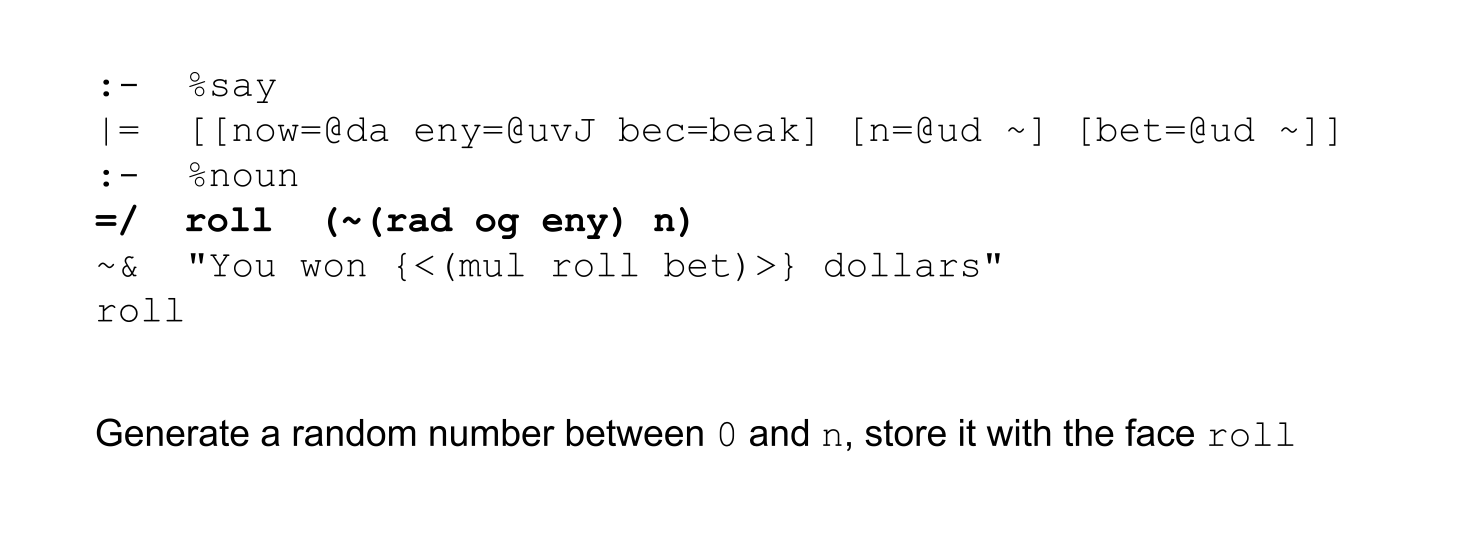 :-  %say
|=  [[now=@da eny=@uvJ bec=beak] [n=@ud ~] [bet=@ud ~]]
:-  %noun
=/  roll  (~(rad og eny) n)
~&  "You won {<(mul roll bet)>} dollars"
roll
Generate a random number between 0 and n, store it with the face roll